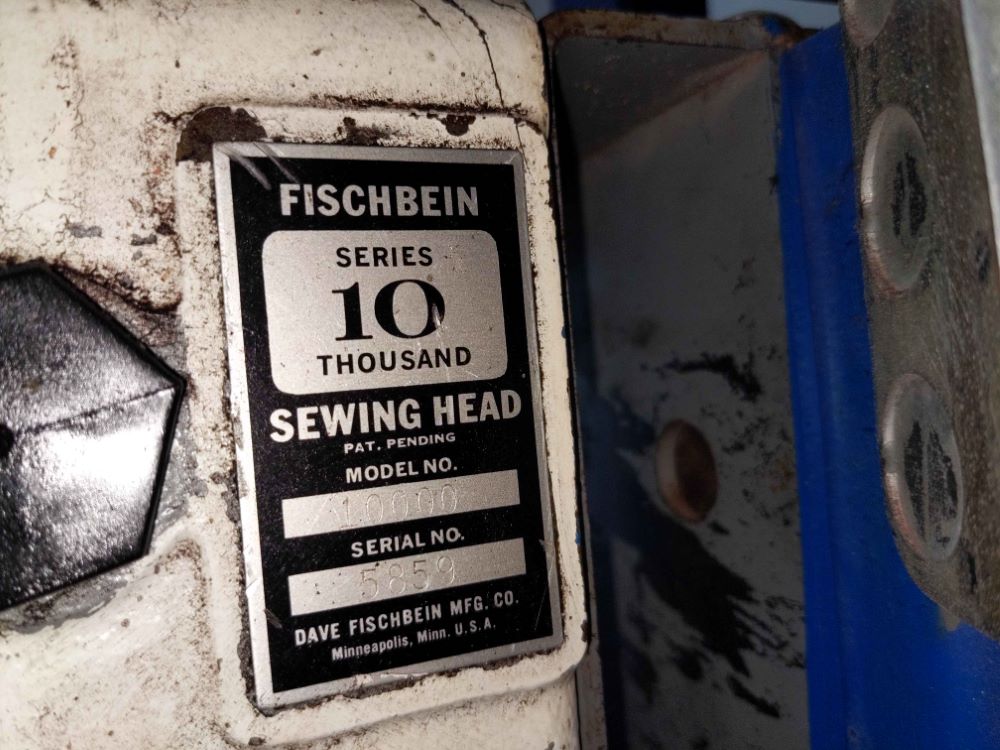 FISCHBEIN
SERIES
10
THOUSAND
SEWING HEAD
PAT. PENDING
MODEL NO.
10000
SERIAL NO.
5859
DAVE FISCHBEIN MFG. CO.
Minneapolis, Minn. U.S.A.